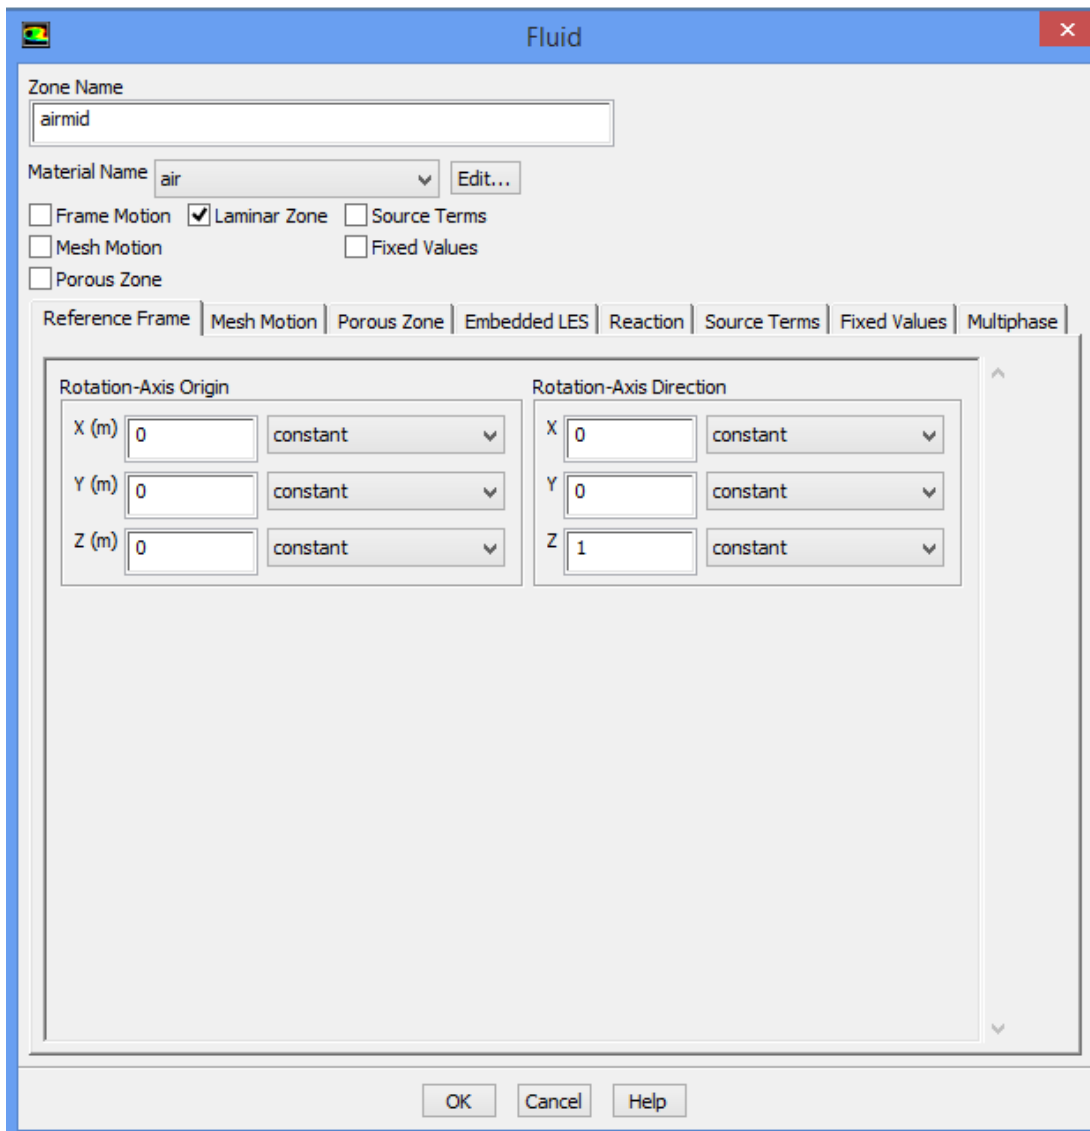 Fluid
Zone Name
airmid
Material Name air Edit...
Frame Motion Laminar Zone Source Terms
Mesh Motion Fixed Values
Porous Zone
Reference Frame Mesh Motion Porous Zone Embedded LES Reaction Source Terms Fixed Values Multiphase
Rotation-Axis Origin Rotation-Axis Direction
X (m) 0 constant X 0 constant
Y (m) 0 constant Y 0 constant
Z (m) 0 constant Z 1 constant
OK Cancel Help